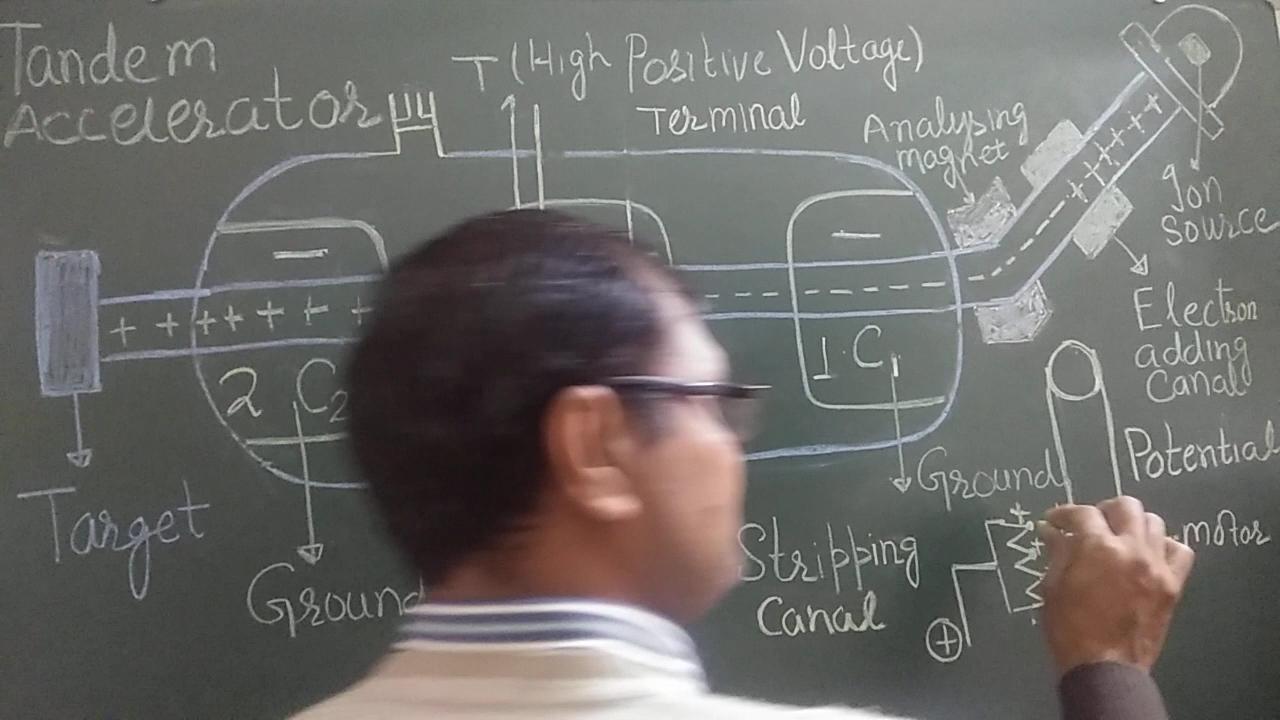 Tandem
Accelerator
T (High Positive Voltage)
Terminal
Analysing
magnet
Ion
Source
Electron
adding
Canal
+ + + + +
- - - - - -
+ + + + + +
1 C
2 C2
Ground
Potential
motor
Target
Ground
Stripping
Canal
+